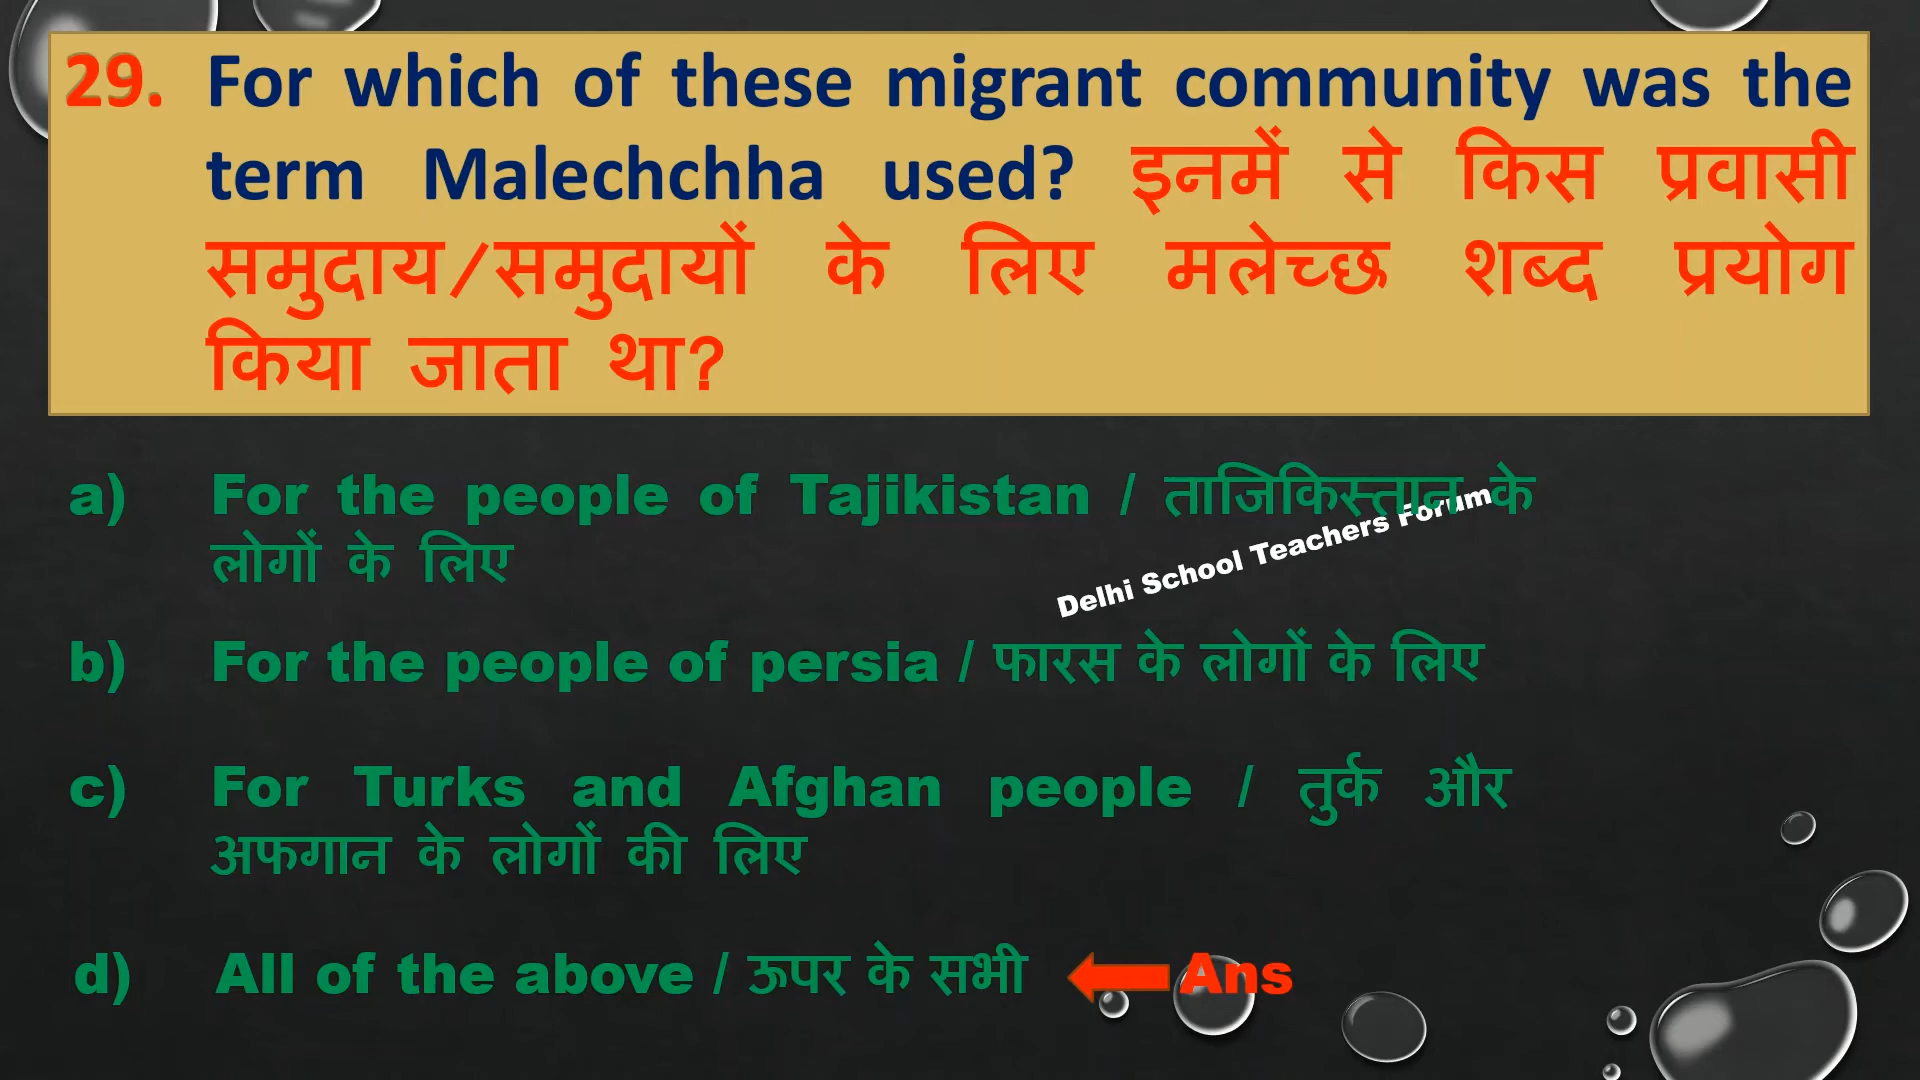 29. For which of these migrant community was the
term Malechchha used? इनमें से किस प्रवासी
समुदाय/समुदायों के लिए मलेच्छ शब्द प्रयोग
किया जाता था?
a) For the people of Tajikistan / ताजिकिस्तान के
लोगों के लिए
Delhi School Teachers Forum
b) For the people of persia / फारस के लोगों के लिए
c) For Turks and Afghan people / तुर्क और
अफगान के लोगों की लिए
d) All of the above / ऊपर के सभी Ans